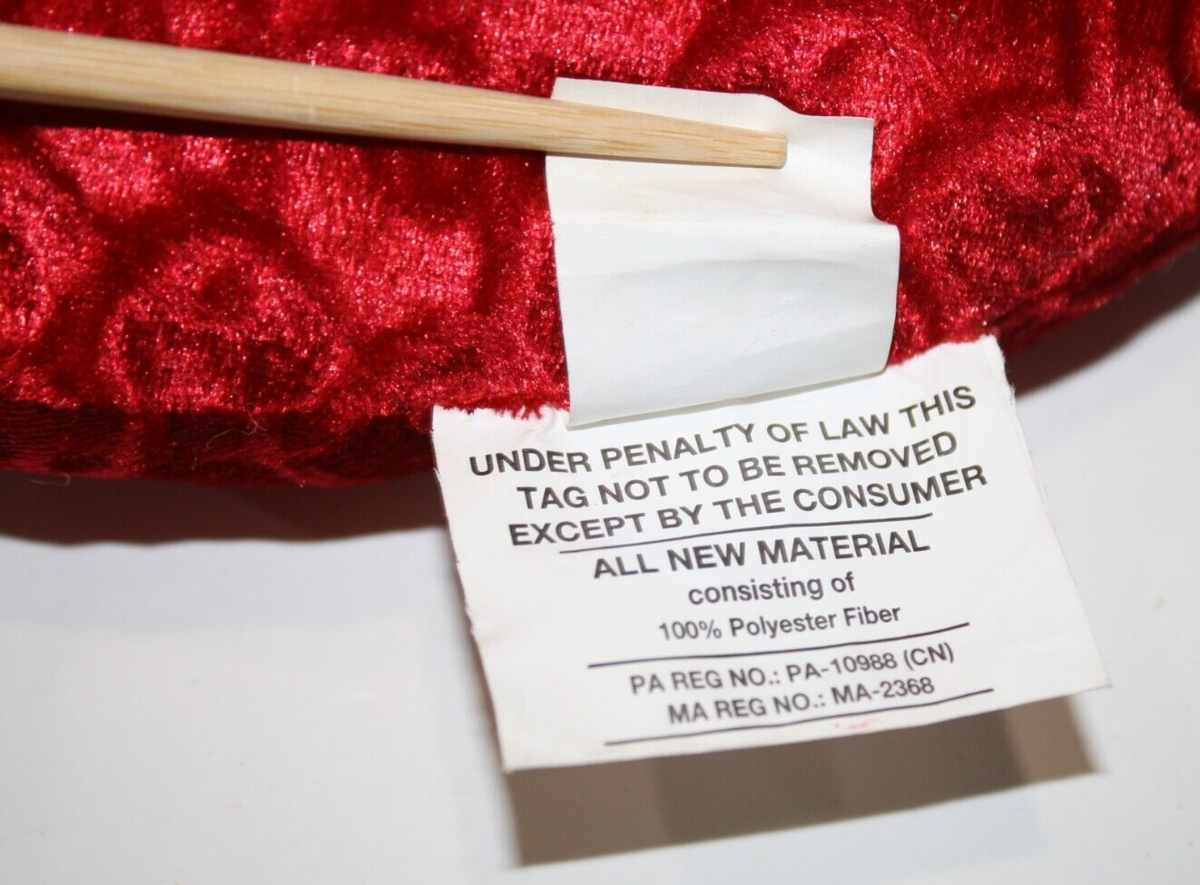 UNDER PENALTY OF LAW THIS
TAG NOT TO BE REMOVED
EXCEPT BY THE CONSUMER
ALL NEW MATERIAL
consisting of
100% Polyester Fiber
PA REG NO.: PA-10988 (CN)
MA REG NO.: MA-2368